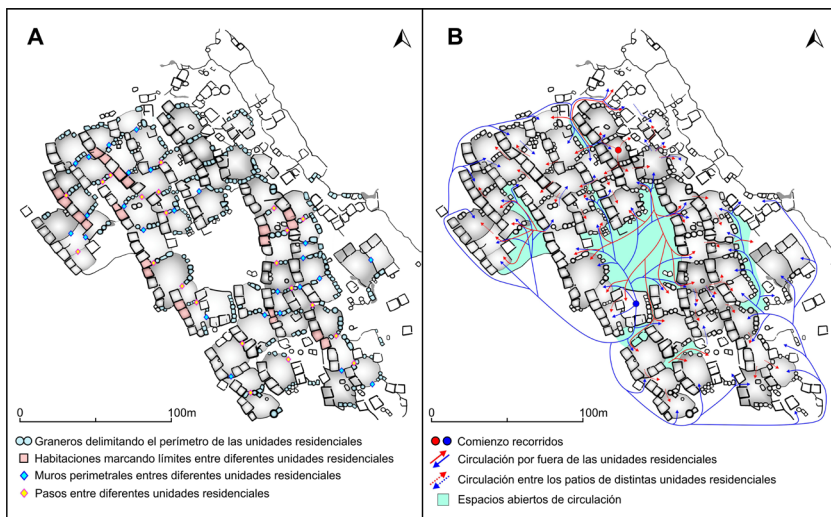 A
0
100m
Graneros delimitando el perímetro de las unidades residenciales
Habitaciones marcando límites entre diferentes unidades residenciales
Muros perimetrales entres diferentes unidades residenciales
Pasos entre diferentes unidades residenciales
B
0
100m
Comienzo recorridos
Circulación por fuera de las unidades residenciales
Circulación entre los patios de distintas unidades residenciales
Espacios abiertos de circulación